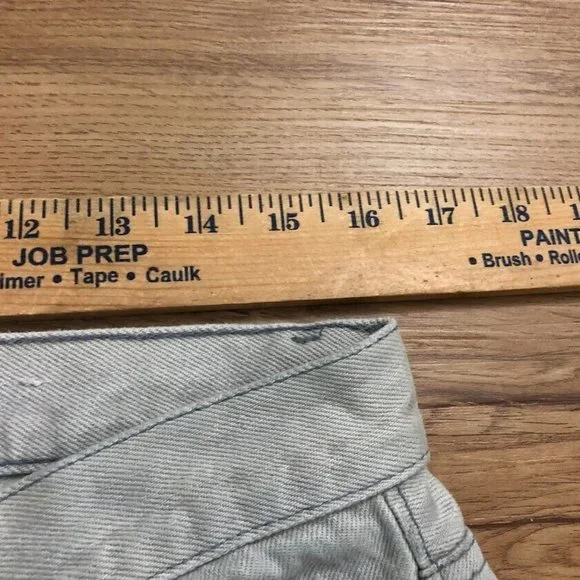 12 13 14 15 16 17 18
JOB PREP PAINT
imer • Tape • Caulk • Brush • Rolle